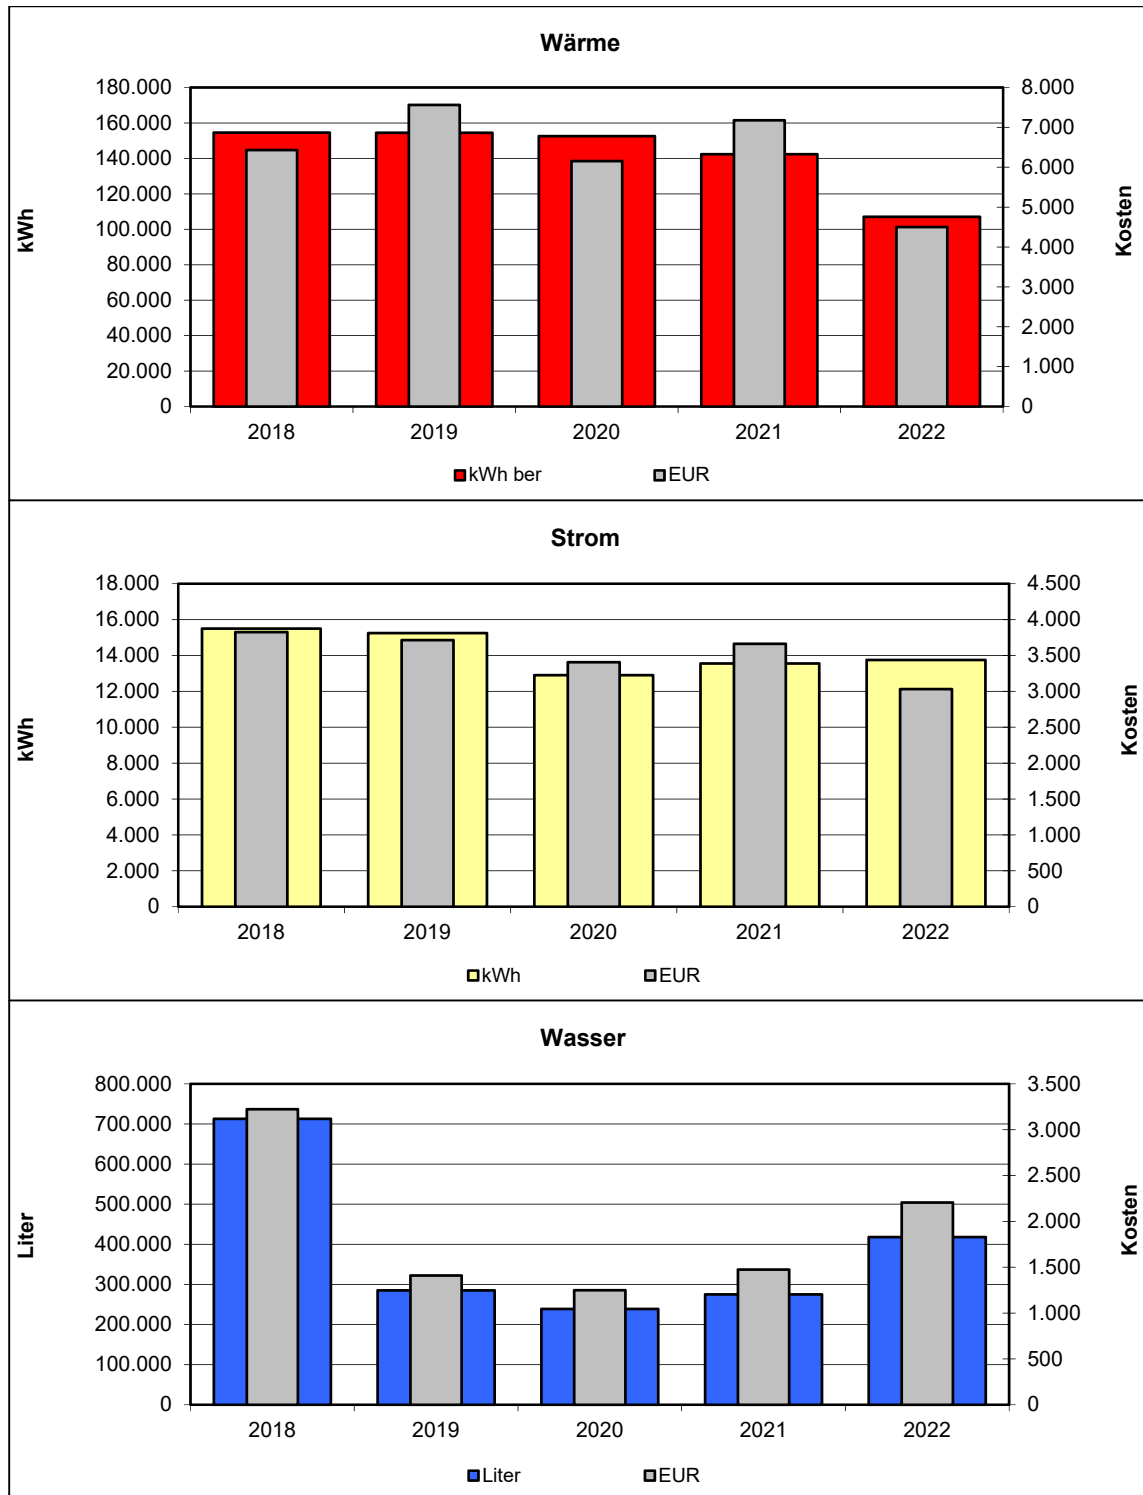 Wärme
180.000 8.000
160.000 7.000
140.000 6.000
120.000 5.000
100.000 4.000
80.000 3.000
60.000 2.000
40.000 1.000
20.000 0
0
kWh
Kosten
2018 2019 2020 2021 2022
kWh ber EUR
Strom
18.000 4.500
16.000 4.000
14.000 3.500
12.000 3.000
10.000 2.500
8.000 2.000
6.000 1.500
4.000 1.000
2.000 500
0 0
kWh
Kosten
2018 2019 2020 2021 2022
kWh EUR
Wasser
800.000 3.500
700.000 3.000
600.000 2.500
500.000 2.000
400.000 1.500
300.000 1.000
200.000 500
100.000 0
0
Liter
Kosten
2018 2019 2020 2021 2022
Liter EUR